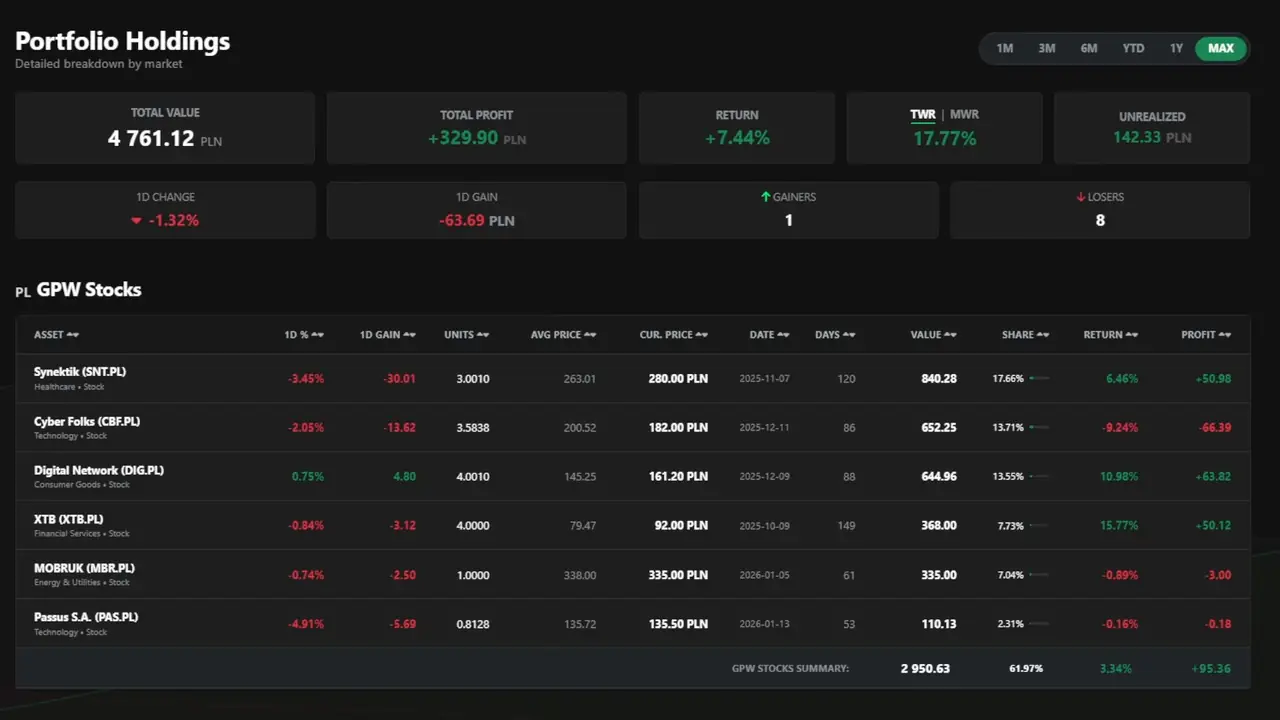 Portfolio Holdings
Detailed breakdown by market
1M 3M 6M YTD 1Y MAX
TOTAL VALUE
4 761.12 PLN
TOTAL PROFIT
+329.90 PLN
RETURN
+7.44%
TWR | MWR
17.77%
UNREALIZED
142.33 PLN
1D CHANGE
-1.32%
1D GAIN
-63.69 PLN
GAINERS
1
LOSERS
8
PL GPW Stocks
ASSET 1D % 1D GAIN UNITS AVG PRICE CUR. PRICE DATE DAYS VALUE SHARE RETURN PROFIT
Synektik (SNT.PL) -3.45% -30.01 3.0010 263.01 280.00 PLN 2025-11-07 120 840.28 17.66% 6.46% +50.98
Healthcare • Stock
Cyber Folks (CBF.PL) -2.05% -13.62 3.5838 200.52 182.00 PLN 2025-12-11 86 652.25 13.71% -9.24% -66.39
Technology • Stock
Digital Network (DIG.PL) 0.75% 4.80 4.0010 145.25 161.20 PLN 2025-12-09 88 644.96 13.55% 10.98% +63.82
Consumer Goods • Stock
XTB (XTB.PL) -0.84% -3.12 4.0000 79.47 92.00 PLN 2025-10-09 149 368.00 7.73% 15.77% +50.12
Financial Services • Stock
MOBRUK (MBR.PL) -0.74% -2.50 1.0000 338.00 335.00 PLN 2026-01-05 61 335.00 7.04% -0.89% -3.00
Energy & Utilities • Stock
Passus S.A. (PAS.PL) -4.91% -5.69 0.8128 135.72 135.50 PLN 2026-01-13 53 110.13 2.31% -0.16% -0.18
Technology • Stock
GPW STOCKS SUMMARY: 2 950.63 61.97% 3.34% +95.36